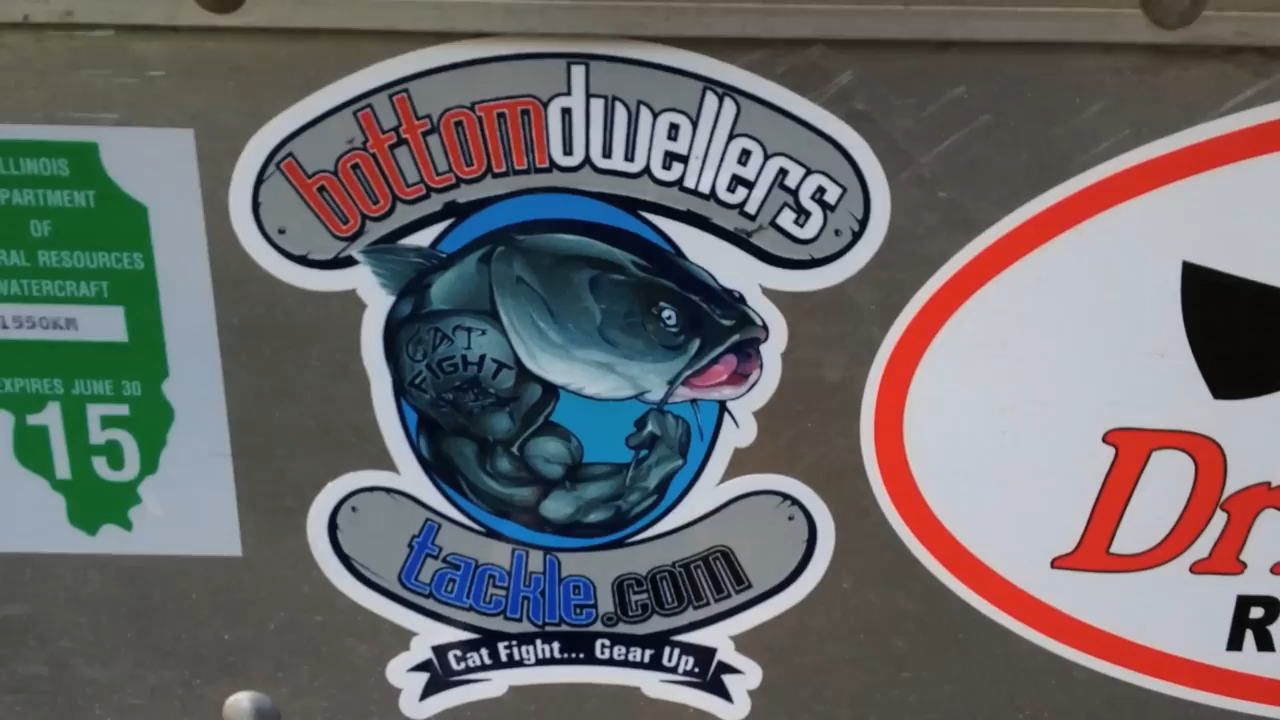 ILLINOIS
PARTMENT
OF
RAL RESOURCES
WATERCRAFT
1550KM
EXPIRES JUNE 30
15
bottomdwellers
CAT
FIGHT
tackle.com
Cat Fight... Gear Up.
Dr
R